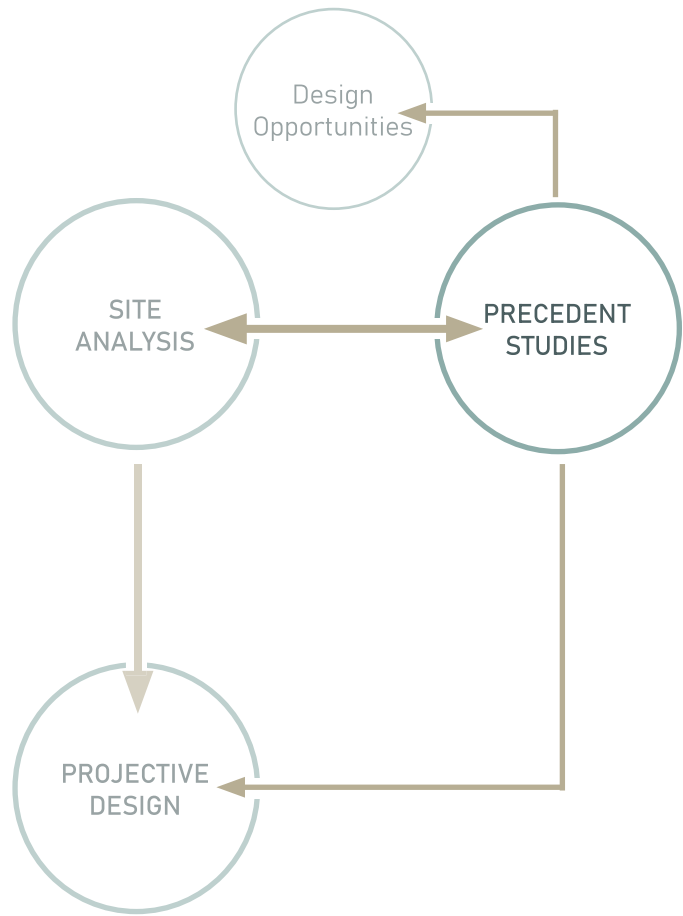 Design
Opportunities
SITE
ANALYSIS
PRECEDENT
STUDIES
PROJECTIVE
DESIGN